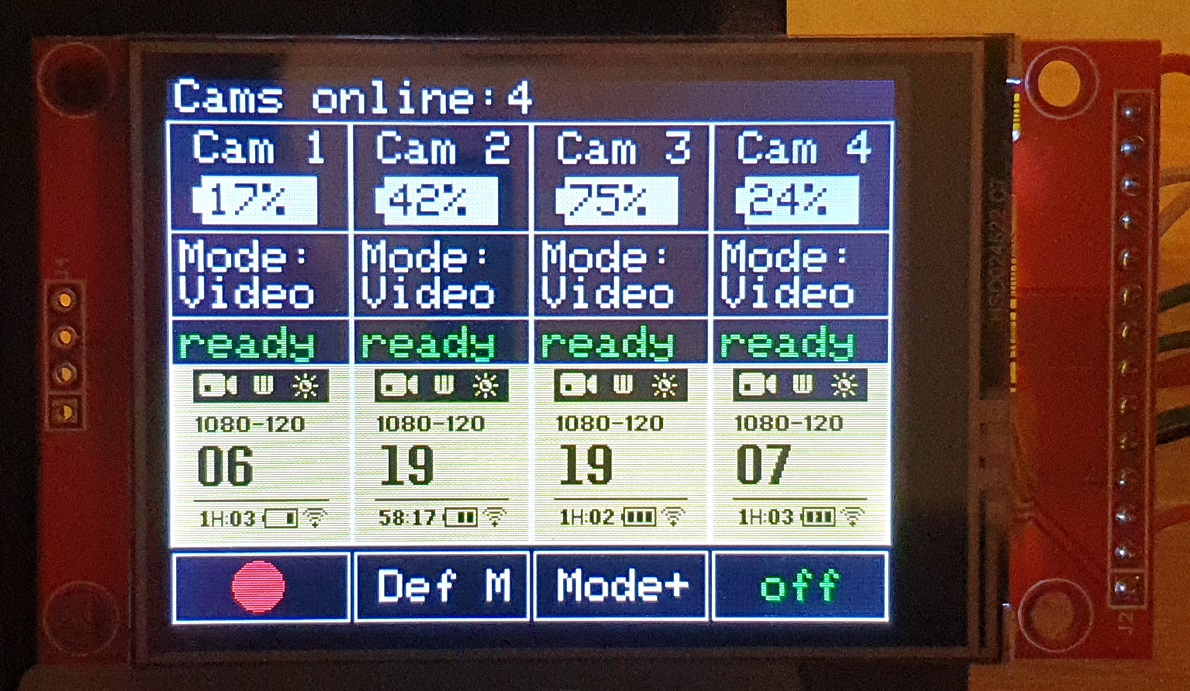 Cams online:4
Cam 1 Cam 2 Cam 3 Cam 4
17% 42% 75% 24%
Mode: Mode: Mode: Mode:
Video Video Video Video
ready ready ready ready
W W W W
1080-120 1080-120 1080-120 1080-120
06 19 19 07
1H:03 58:17 1H:02 1H:03
Def M Mode+ off
J4
J2